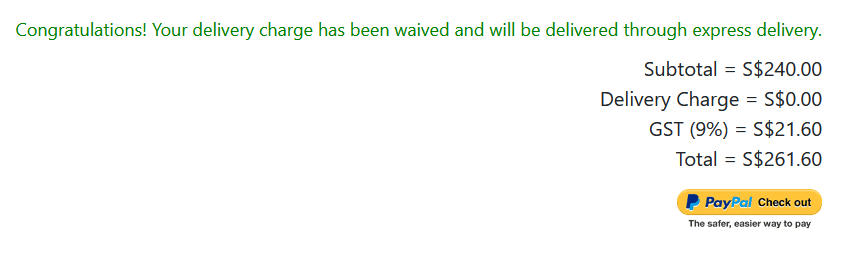 Congratulations! Your delivery charge has been waived and will be delivered through express delivery.
Subtotal = S$240.00
Delivery Charge = S$0.00
GST (9%) = S$21.60
Total = S$261.60
PayPal Check out
The safer, easier way to pay